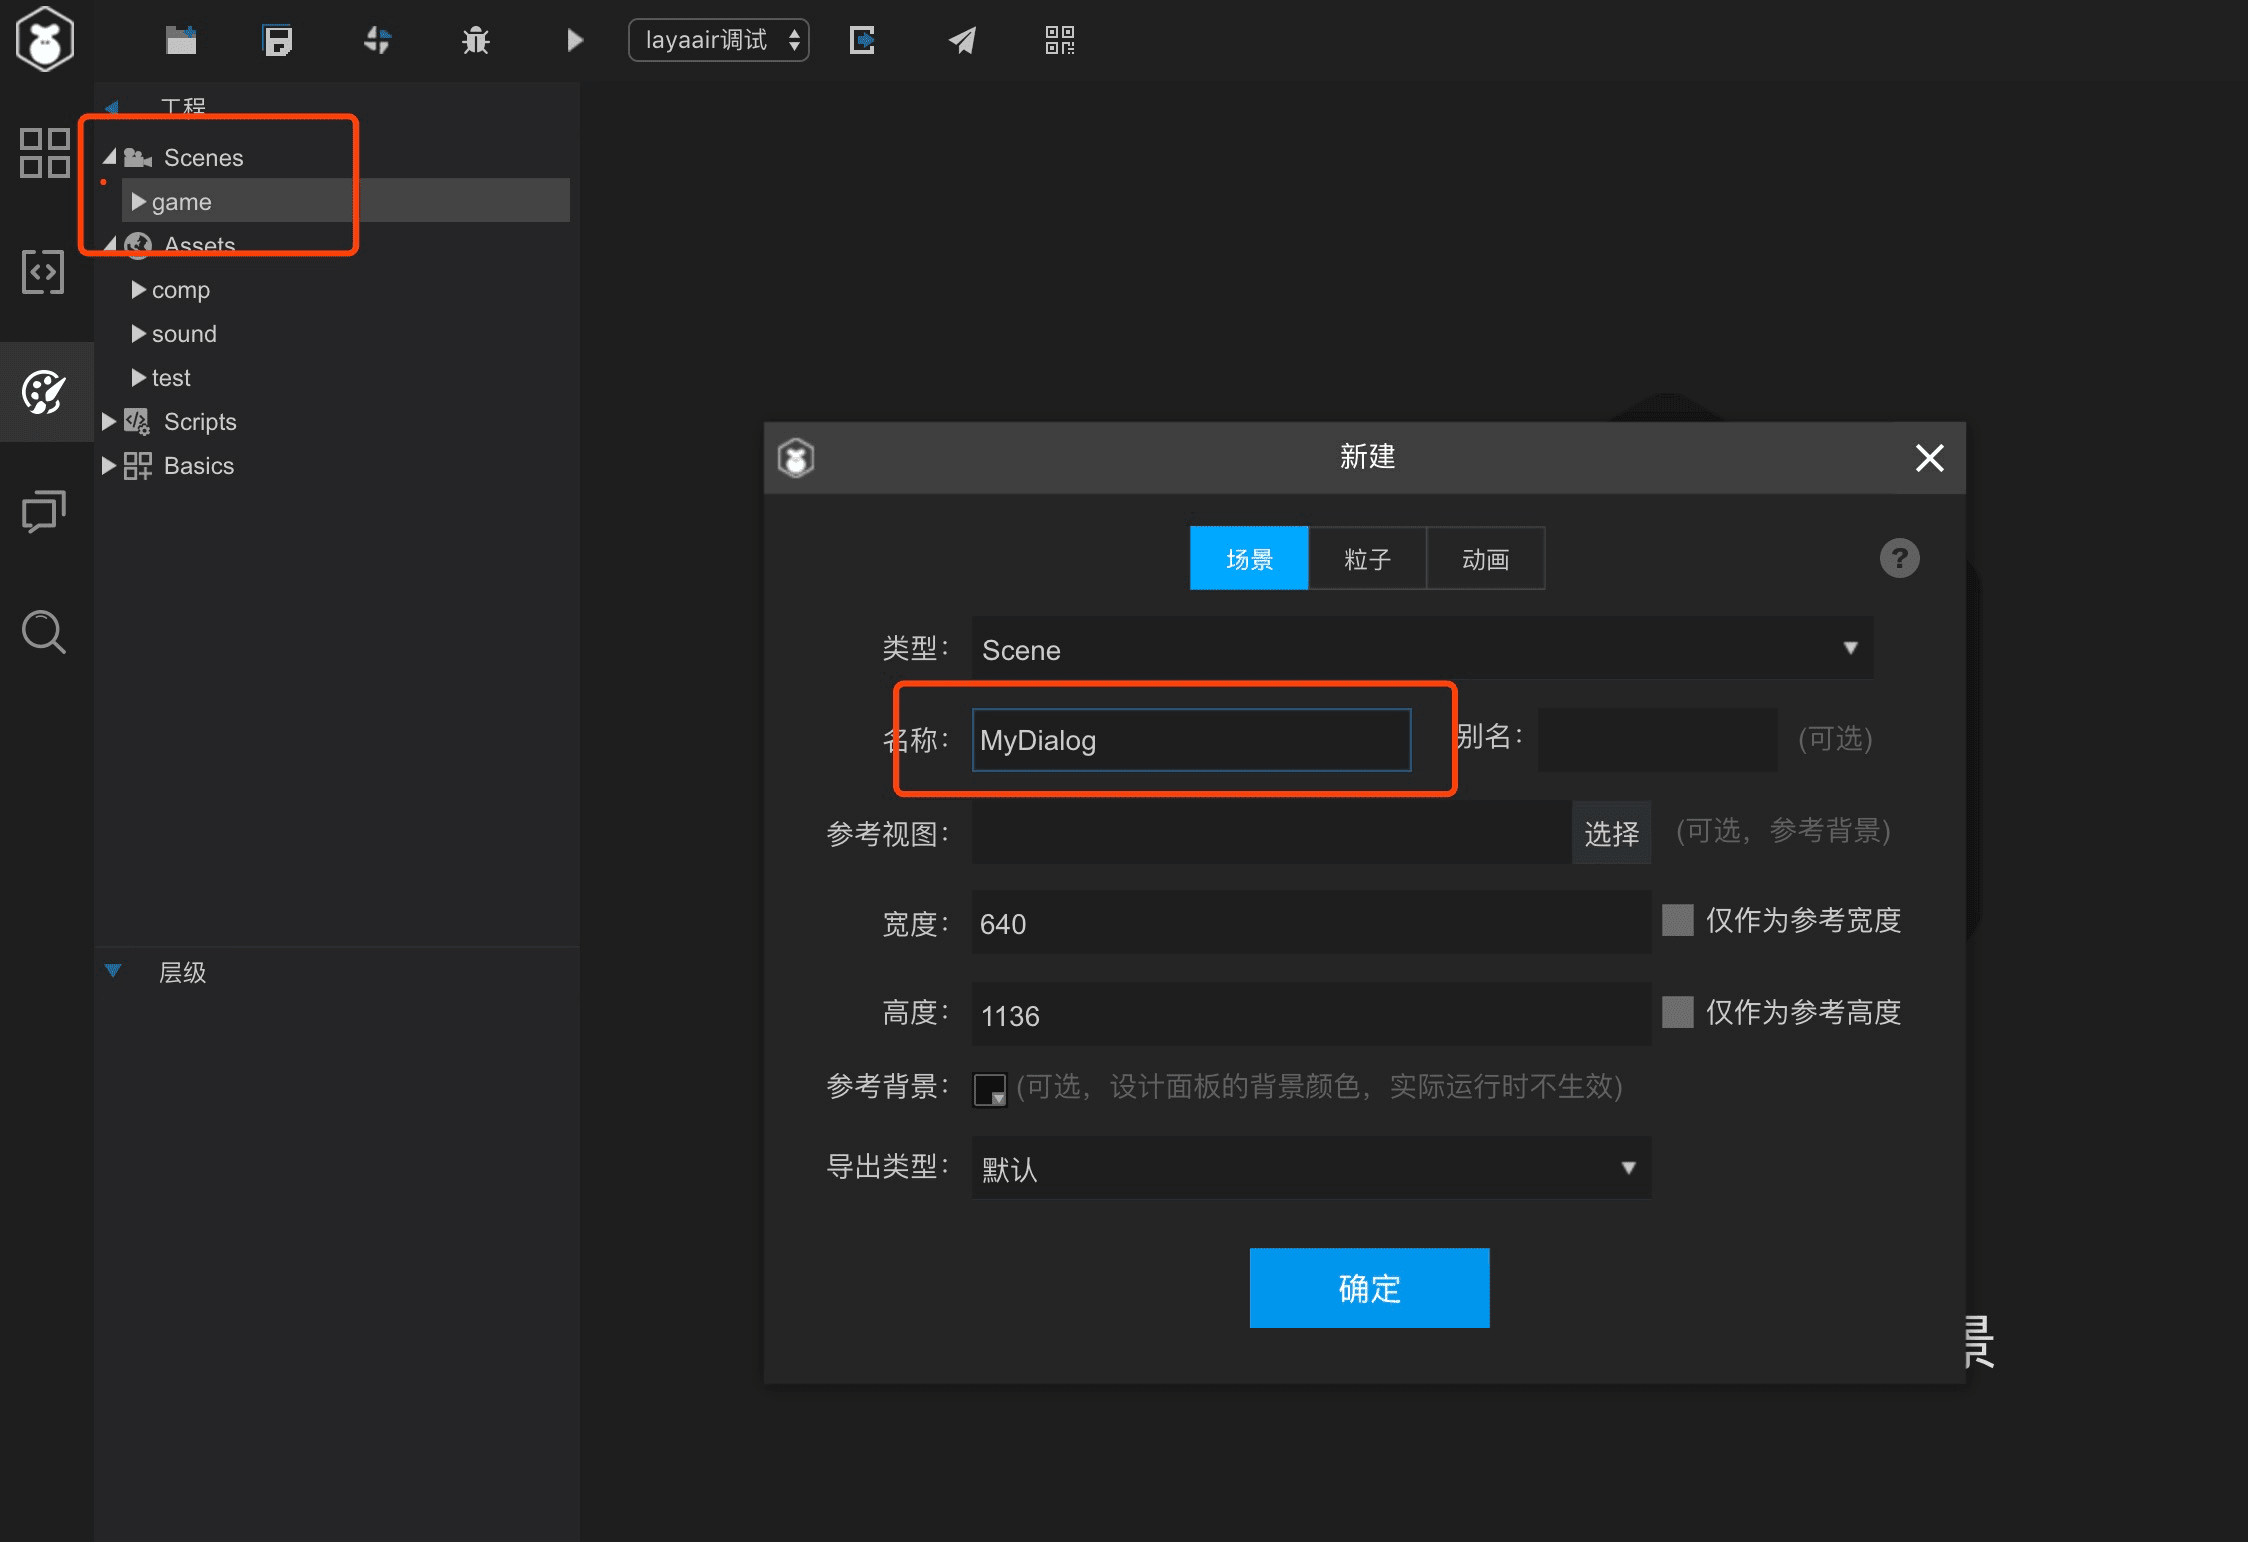 layaair调试
工程
Scenes
game
Assets
comp
sound
test
Scripts
Basics
层级
新建
场景 粒子 动画
?
类型： Scene
名称： MyDialog 别名： (可选)
参考视图： 选择 (可选，参考背景)
宽度： 640 仅作为参考宽度
高度： 1136 仅作为参考高度
参考背景： (可选，设计面板的背景颜色，实际运行时不生效)
导出类型： 默认
确定